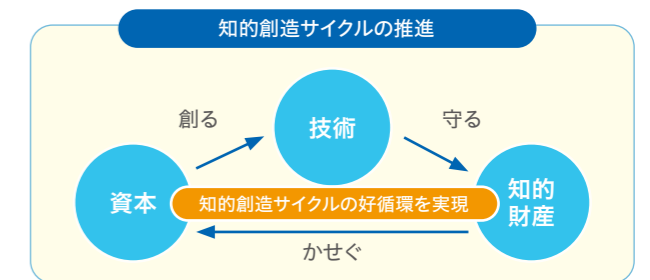 知的創造サイクルの推進
創る
技術
守る
資本
知的創造サイクルの好循環を実現
知的
財産
かせぐ